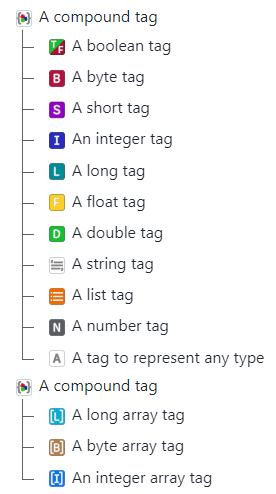 A compound tag
TF A boolean tag
B A byte tag
S A short tag
I An integer tag
L A long tag
F A float tag
D A double tag
A string tag
A list tag
N A number tag
A A tag to represent any type
A compound tag
[L] A long array tag
[B] A byte array tag
[I] An integer array tag